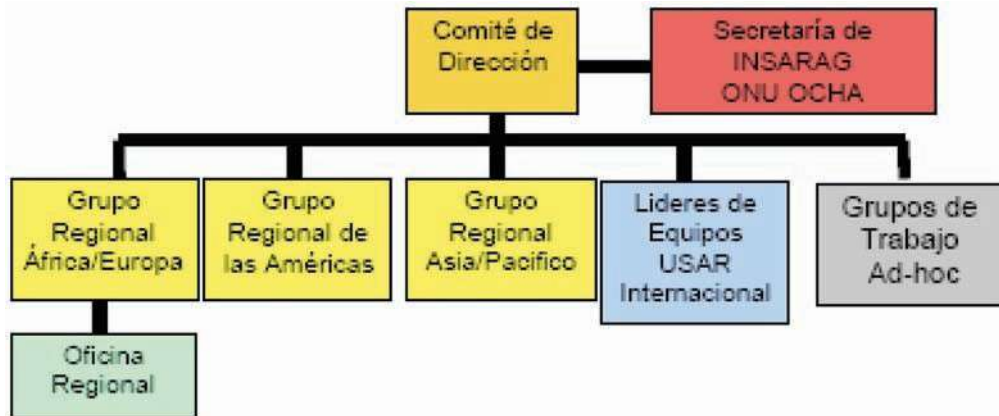 Comité de
Dirección
Secretaría de
INSARAG
ONU OCHA
Grupo
Regional
África/Europa
Grupo
Regional de
las Américas
Grupo
Regional
Asia/Pacifico
Lideres de
Equipos
USAR
Internacional
Grupos de
Trabajo
Ad-hoc
Oficina
Regional